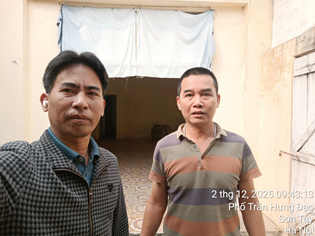 2 thg 12, 2025 09:43:13
Phố Trần Hưng Đạo
Sơn Tây
Hà Nội